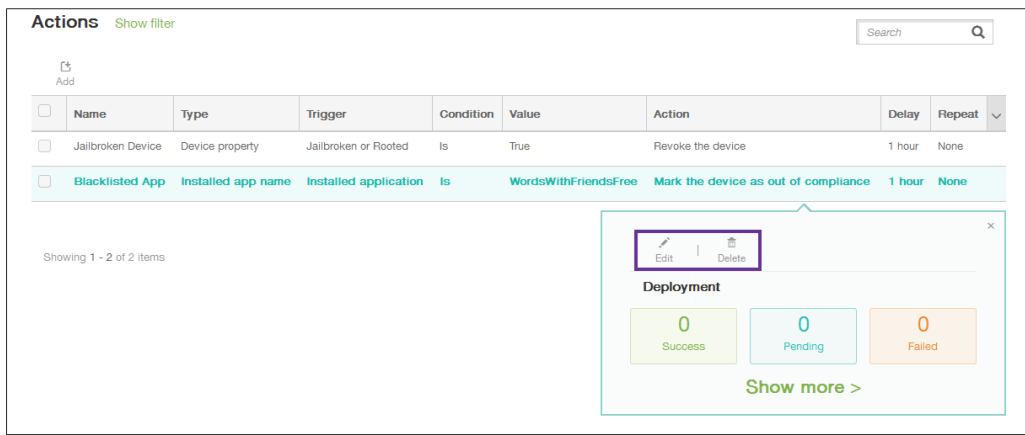 Actions Show filter
Search
Add
Name Type Trigger Condition Value Action Delay Repeat
Jailbroken Device Device property Jailbroken or Rooted Is True Revoke the device 1 hour None
Blacklisted App Installed app name Installed application Is WordsWithFriendsFree Mark the device as out of compliance 1 hour None
Showing 1 - 2 of 2 items
×
Edit | Delete
Deployment
0 0 0
Success Pending Failed
Show more >